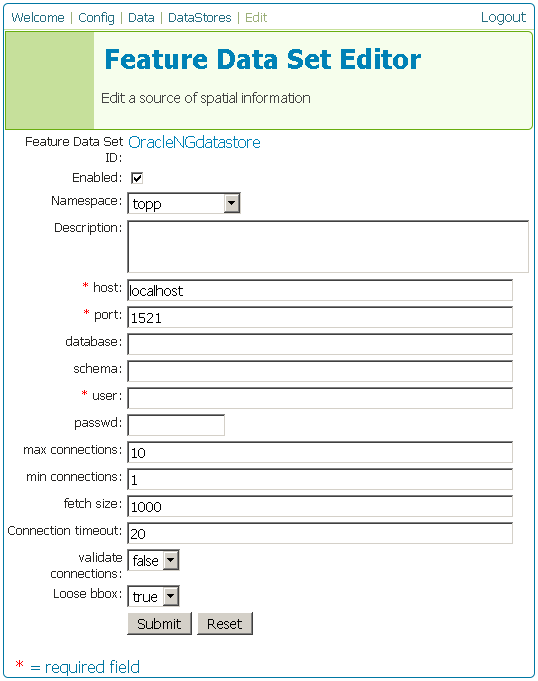 Welcome | Config | Data | DataStores | Edit Logout
Feature Data Set Editor
Edit a source of spatial information
Feature Data Set ID: OracleNGdatastore
Enabled:
Namespace: topp
Description:
* host: localhost
* port: 1521
database:
schema:
* user:
passwd:
max connections: 10
min connections: 1
fetch size: 1000
Connection timeout: 20
validate connections: false
Loose bbox: true
Submit Reset
* = required field